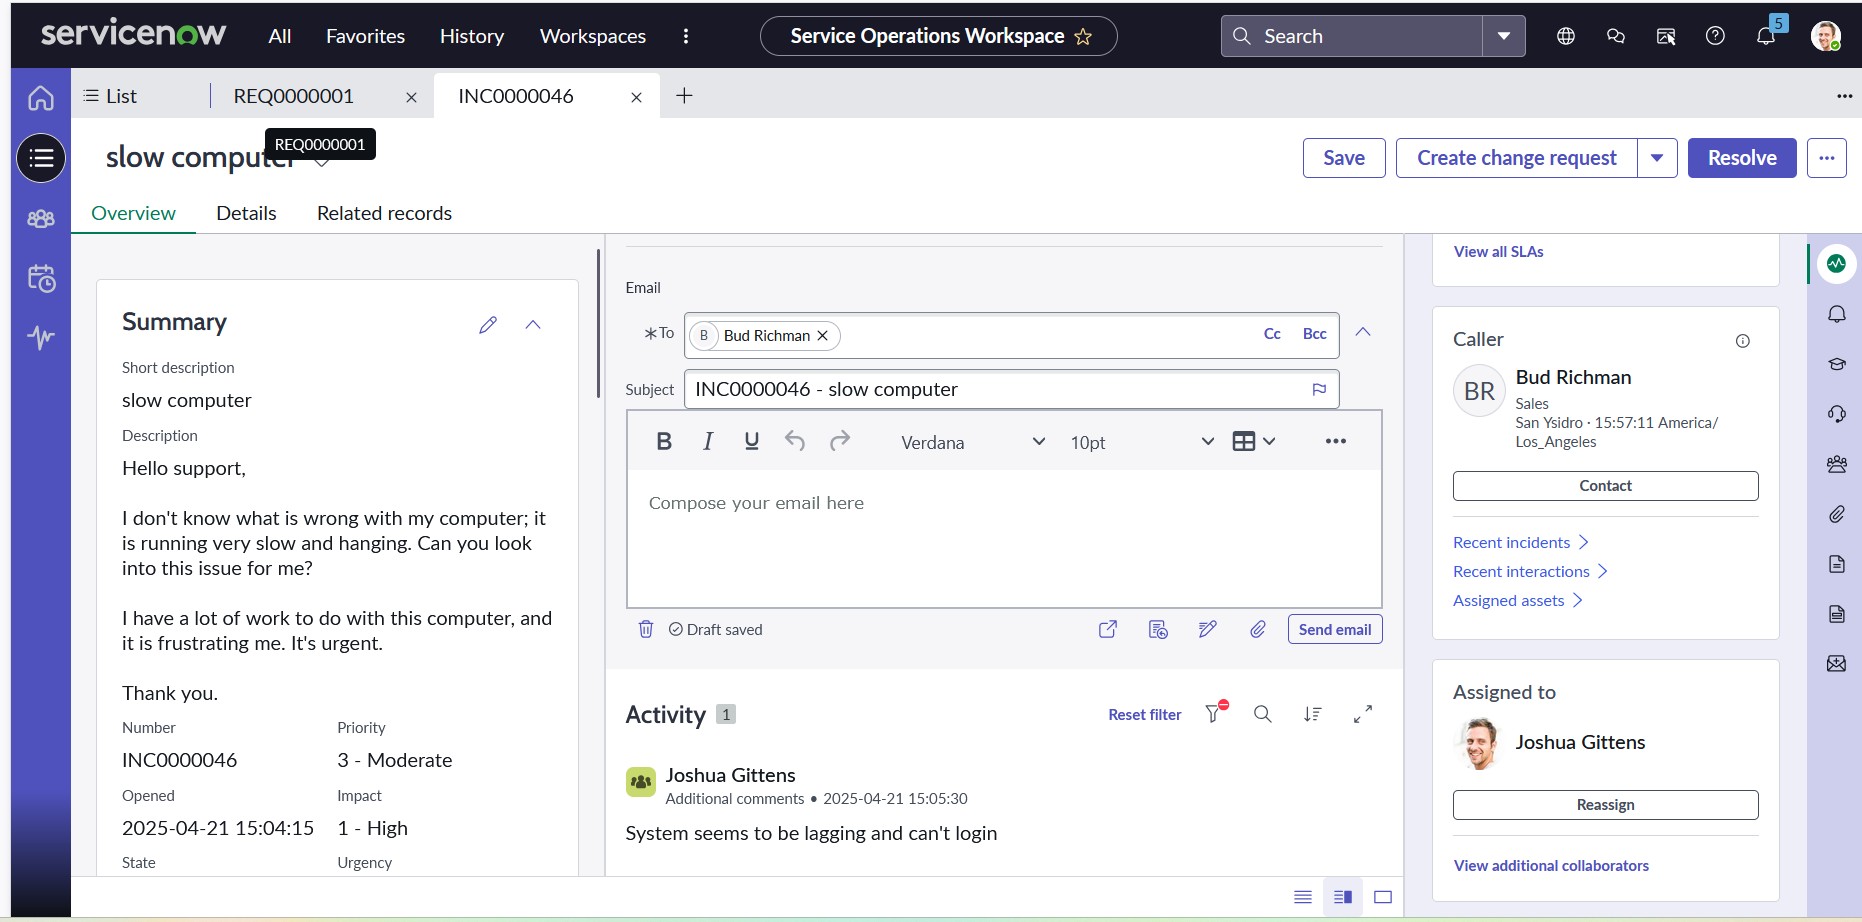 servicenow
All
Favorites
History
Workspaces
Service Operations Workspace
Search
5
List
REQ0000001
INC0000046
slow computer
REQ0000001
Save
Create change request
Resolve
Overview
Details
Related records
Summary
Short description
slow computer
Description
Hello support,
I don't know what is wrong with my computer; it
is running very slow and hanging. Can you look
into this issue for me?
I have a lot of work to do with this computer, and
it is frustrating me. It's urgent.
Thank you.
Number
Priority
INC0000046
3 - Moderate
Opened
Impact
2025-04-21 15:04:15
1 - High
State
Urgency
Email
*To
B
Bud Richman
Cc
Bcc
Subject
INC0000046 - slow computer
B
I
U
Verdana
10pt
Compose your email here
Draft saved
Send email
Activity
1
Reset filter
Joshua Gittens
Additional comments • 2025-04-21 15:05:30
System seems to be lagging and can't login
View all SLAs
Caller
BR
Bud Richman
Sales
San Ysidro · 15:57:11 America/
Los_Angeles
Contact
Recent incidents
Recent interactions
Assigned assets
Assigned to
Joshua Gittens
Reassign
View additional collaborators